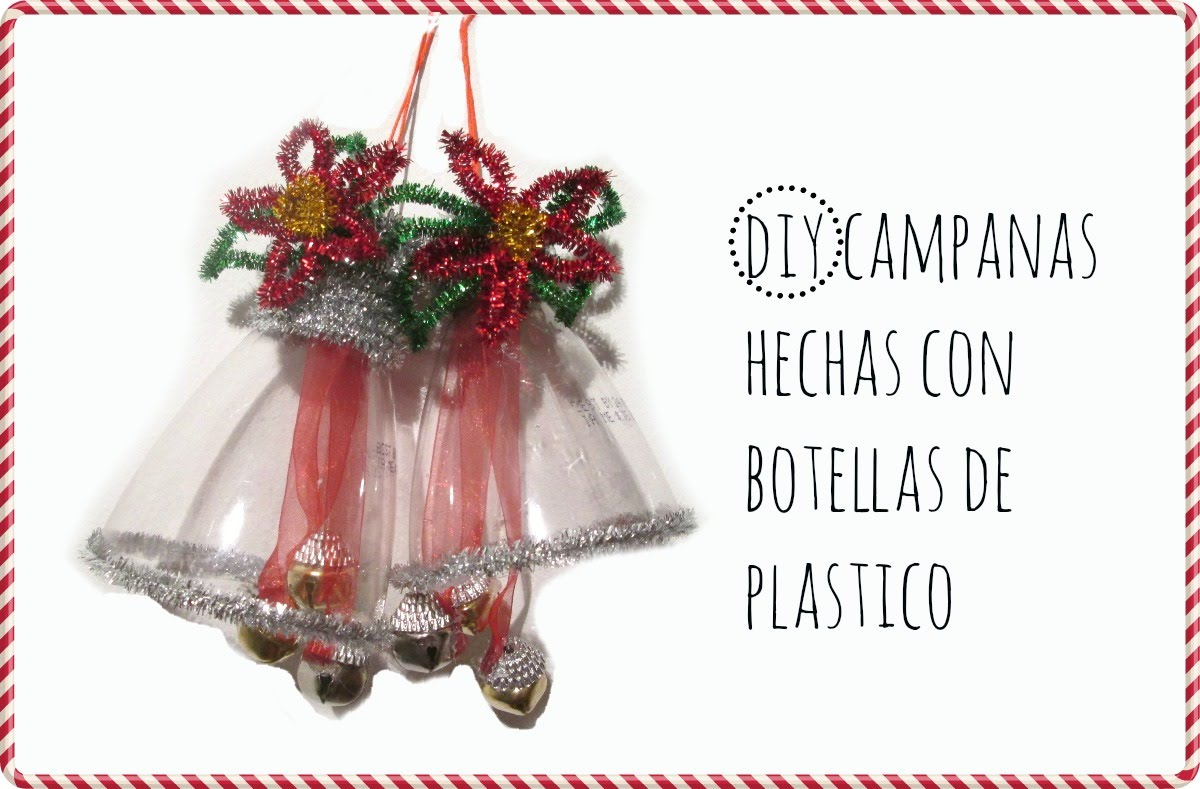 DIY CAMPANAS
HECHAS CON
BOTELLAS DE
PLASTICO